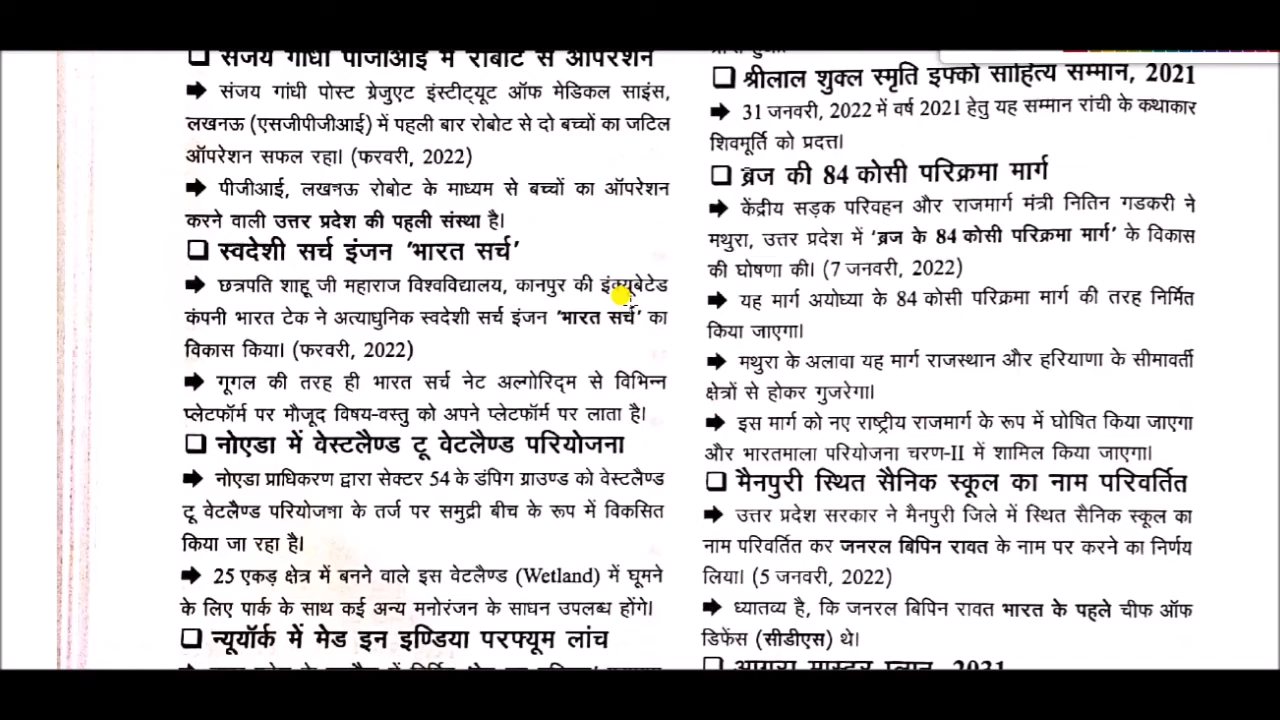 ❑ संजय गांधी पीजीआई में रोबोट से ऑपरेशन
➡ संजय गांधी पोस्ट ग्रेजुएट इंस्टीट्यूट ऑफ मेडिकल साइंस,
लखनऊ (एसजीपीजीआई) में पहली बार रोबोट से दो बच्चों का जटिल
ऑपरेशन सफल रहा। (फरवरी, 2022)
➡ पीजीआई, लखनऊ रोबोट के माध्यम से बच्चों का ऑपरेशन
करने वाली उत्तर प्रदेश की पहली संस्था है।
❑ स्वदेशी सर्च इंजन 'भारत सर्च'
➡ छत्रपति शाहू जी महाराज विश्वविद्यालय, कानपुर की इंक्यूबेटेड
कंपनी भारत टेक ने अत्याधुनिक स्वदेशी सर्च इंजन 'भारत सर्च' का
विकास किया। (फरवरी, 2022)
➡ गूगल की तरह ही भारत सर्च नेट अल्गोरिद्म से विभिन्न
प्लेटफॉर्म पर मौजूद विषय-वस्तु को अपने प्लेटफॉर्म पर लाता है।
❑ नोएडा में वेस्टलैण्ड टू वेटलैण्ड परियोजना
➡ नोएडा प्राधिकरण द्वारा सेक्टर 54 के डंपिग ग्राउण्ड को वेस्टलैण्ड
टू वेटलैण्ड परियोजना के तर्ज पर समुद्री बीच के रूप में विकसित
किया जा रहा है।
➡ 25 एकड़ क्षेत्र में बनने वाले इस वेटलैण्ड (Wetland) में घूमने
के लिए पार्क के साथ कई अन्य मनोरंजन के साधन उपलब्ध होंगे।
❑ न्यूयॉर्क में मेड इन इण्डिया परफ्यूम लांच
❑ श्रीलाल शुक्ल स्मृति इफ्को साहित्य सम्मान, 2021
➡ 31 जनवरी, 2022 में वर्ष 2021 हेतु यह सम्मान रांची के कथाकार
शिवमूर्ति को प्रदत्त।
❑ ब्रज की 84 कोसी परिक्रमा मार्ग
➡ केंद्रीय सड़क परिवहन और राजमार्ग मंत्री नितिन गडकरी ने
मथुरा, उत्तर प्रदेश में 'ब्रज के 84 कोसी परिक्रमा मार्ग' के विकास
की घोषणा की। (7 जनवरी, 2022)
➡ यह मार्ग अयोध्या के 84 कोसी परिक्रमा मार्ग की तरह निर्मित
किया जाएगा।
➡ मथुरा के अलावा यह मार्ग राजस्थान और हरियाणा के सीमावर्ती
क्षेत्रों से होकर गुजरेगा।
➡ इस मार्ग को नए राष्ट्रीय राजमार्ग के रूप में घोषित किया जाएगा
और भारतमाला परियोजना चरण-II में शामिल किया जाएगा।
❑ मैनपुरी स्थित सैनिक स्कूल का नाम परिवर्तित
➡ उत्तर प्रदेश सरकार ने मैनपुरी जिले में स्थित सैनिक स्कूल का
नाम परिवर्तित कर जनरल बिपिन रावत के नाम पर करने का निर्णय
लिया। (5 जनवरी, 2022)
➡ ध्यातव्य है, कि जनरल बिपिन रावत भारत के पहले चीफ ऑफ
डिफेंस (सीडीएस) थे।
❑ आगरा मास्टर प्लान, 2031